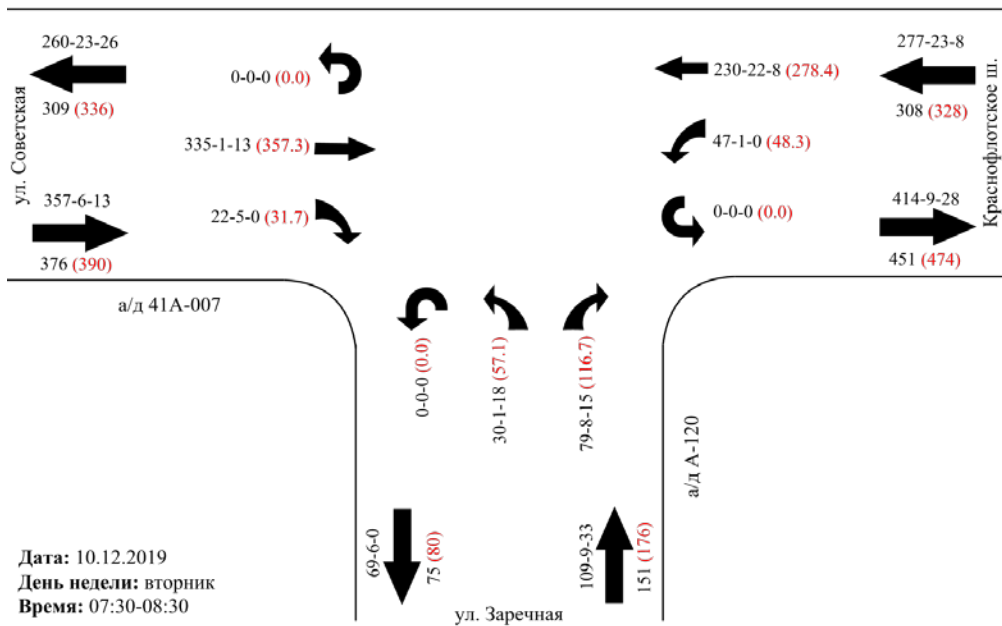 260-23-26
309 (336)
ул. Советская
357-6-13
376 (390)
а/д 41А-007
0-0-0 (0.0)
335-1-13 (357.3)
22-5-0 (31.7)
230-22-8 (278.4)
47-1-0 (48.3)
0-0-0 (0.0)
277-23-8
308 (328)
Краснофлотское ш.
414-9-28
451 (474)
0-0-0 (0.0)
30-1-18 (57.1)
79-8-15 (116.7)
а/д А-120
69-6-0
75 (80)
109-9-33
151 (176)
ул. Заречная
Дата: 10.12.2019
День недели: вторник
Время: 07:30-08:30